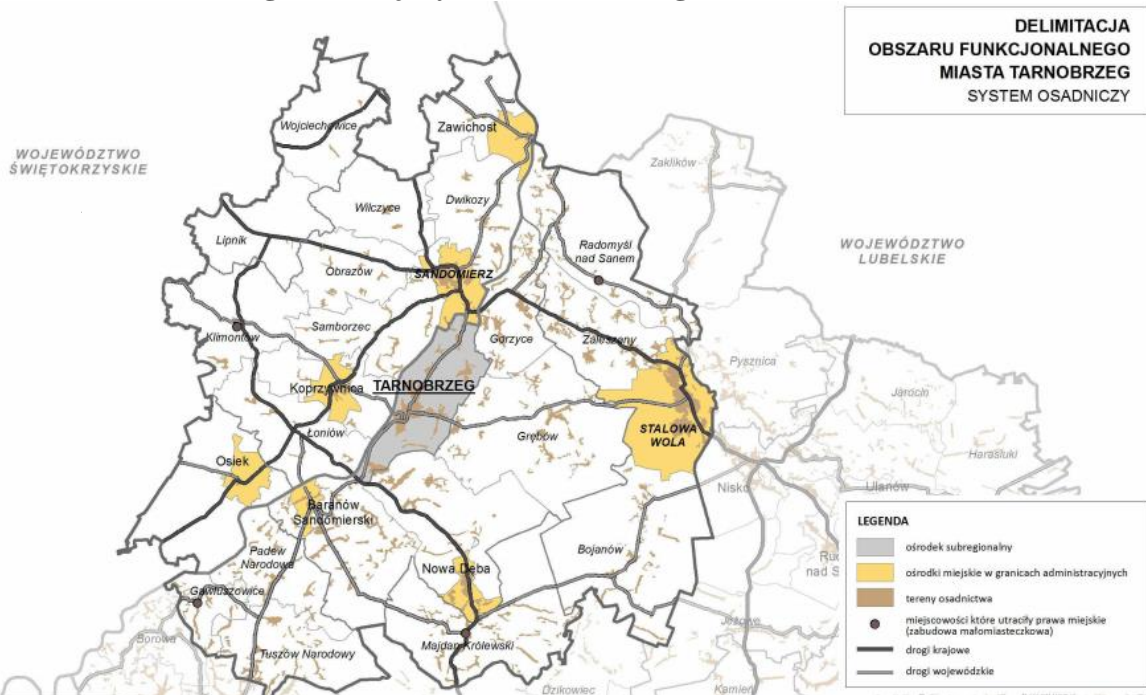 DELIMITACJA
OBSZARU FUNKCJONALNEGO
MIASTA TARNOBRZEG
SYSTEM OSADNICZY
WOJEWÓDZTWO
ŚWIĘTOKRZYSKIE
Wojciechowice
Zawichost
Zaklików
Wilczyce
Dwikozy
Lipnik
Radomyśl
nad Sanem
WOJEWÓDZTWO
LUBELSKIE
Obrazów
SANDOMIERZ
Samborzec
Klimontów
Gorzyce
Zaleszany
Pysznica
Koprzywnica
TARNOBRZEG
Jarocin
Łoniów
Grębów
STALOWA
WOLA
Harasiuki
Osiek
Nisko
Ulanów
Baranów
Sandomierski
Padew
Narodowa
Bojanów
Nowa Dęba
nad S
Gawłuszowice
Borowa
Majdan Królewski
Jeżowe
Tuszów Narodowy
Dzikowiec
Kamień
LEGENDA
ośrodek subregionalny
ośrodki miejskie w granicach administracyjnych
tereny osadnictwa
miejscowości które utraciły prawa miejskie
(zabudowa małomiasteczkowa)
drogi krajowe
drogi wojewódzkie